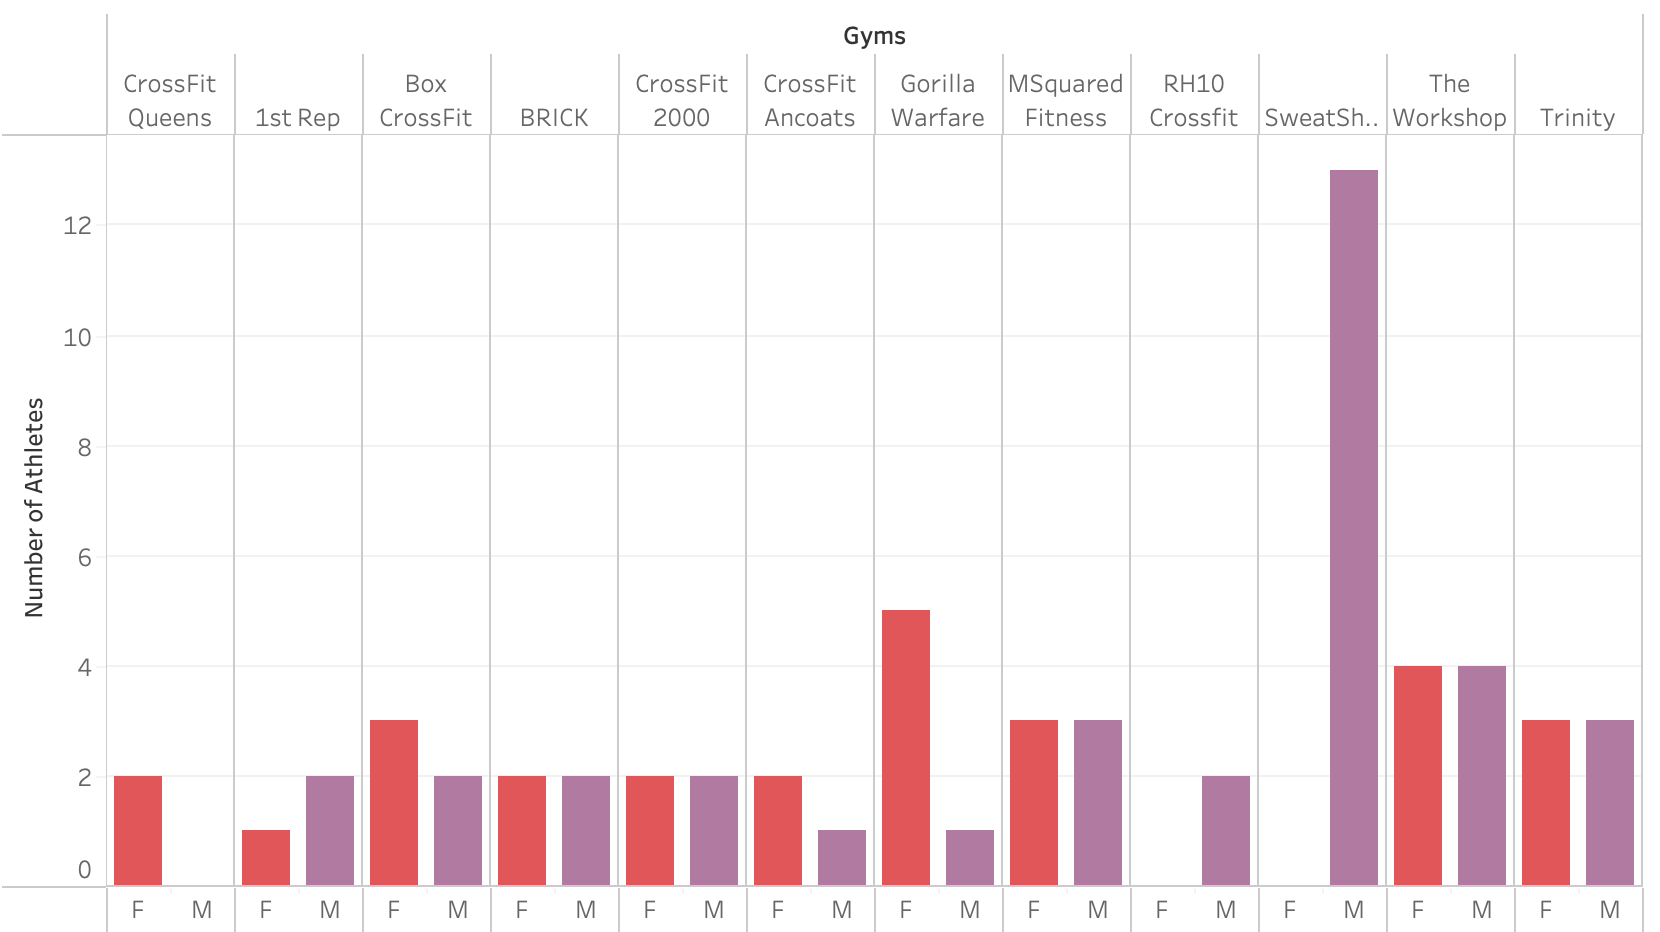 Gyms
CrossFit
Queens
1st Rep
Box
CrossFit
BRICK
CrossFit
2000
CrossFit
Ancoats
Gorilla
Warfare
MSquared
Fitness
RH10
Crossfit
SweatSh..
The
Workshop
Trinity
Number of Athletes
12
10
8
6
4
2
0
F M F M F M F M F M F M F M F M F M F M F M F M